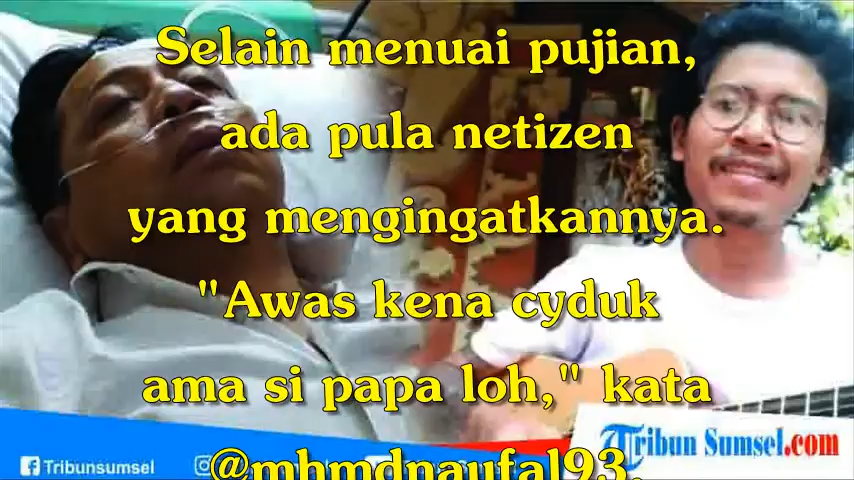 Selain menuai pujian,
ada pula netizen
yang mengingatkannya.
"Awas kena cyduk
ama si papa loh," kata
@mhmdnaufal93.
Tribun Sumsel.com
Tribunsumsel